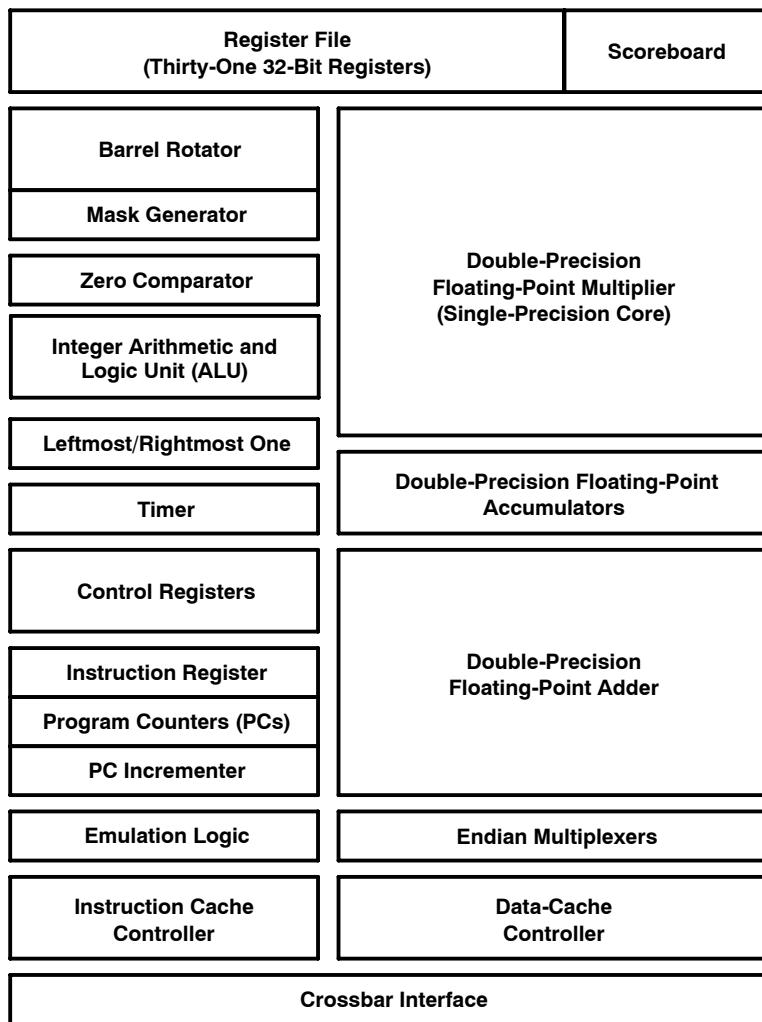 Register File
(Thirty-One 32-Bit Registers)
Scoreboard
Barrel Rotator
Mask Generator
Zero Comparator
Integer Arithmetic and
Logic Unit (ALU)
Leftmost/Rightmost One
Timer
Control Registers
Instruction Register
Program Counters (PCs)
PC Incrementer
Emulation Logic
Instruction Cache
Controller
Double-Precision
Floating-Point Multiplier
(Single-Precision Core)
Double-Precision Floating-Point
Accumulators
Double-Precision
Floating-Point Adder
Endian Multiplexers
Data-Cache
Controller
Crossbar Interface